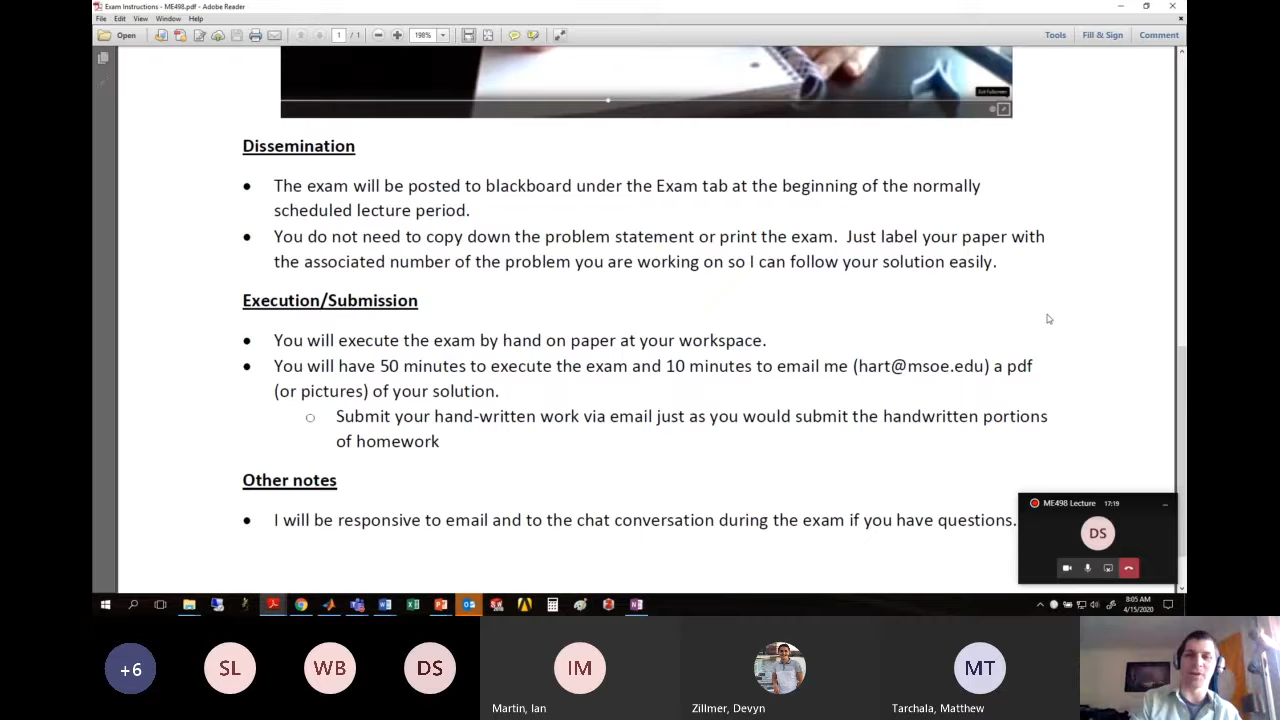 Exam Instructions - ME498.pdf - Adobe Reader
File Edit View Window Help
Open 1 / 1 198% Tools Fill & Sign Comment
Exit Fullscreen
Dissemination
• The exam will be posted to blackboard under the Exam tab at the beginning of the normally
scheduled lecture period.
• You do not need to copy down the problem statement or print the exam. Just label your paper with
the associated number of the problem you are working on so I can follow your solution easily.
Execution/Submission
• You will execute the exam by hand on paper at your workspace.
• You will have 50 minutes to execute the exam and 10 minutes to email me (hart@msoe.edu) a pdf
(or pictures) of your solution.
○ Submit your hand-written work via email just as you would submit the handwritten portions
of homework
Other notes
• I will be responsive to email and to the chat conversation during the exam if you have questions.
ME498 Lecture 17:19
DS
8:05 AM
4/15/2020
+6 SL WB DS IM MT
Martin, Ian Zillmer, Devyn Tarchala, Matthew